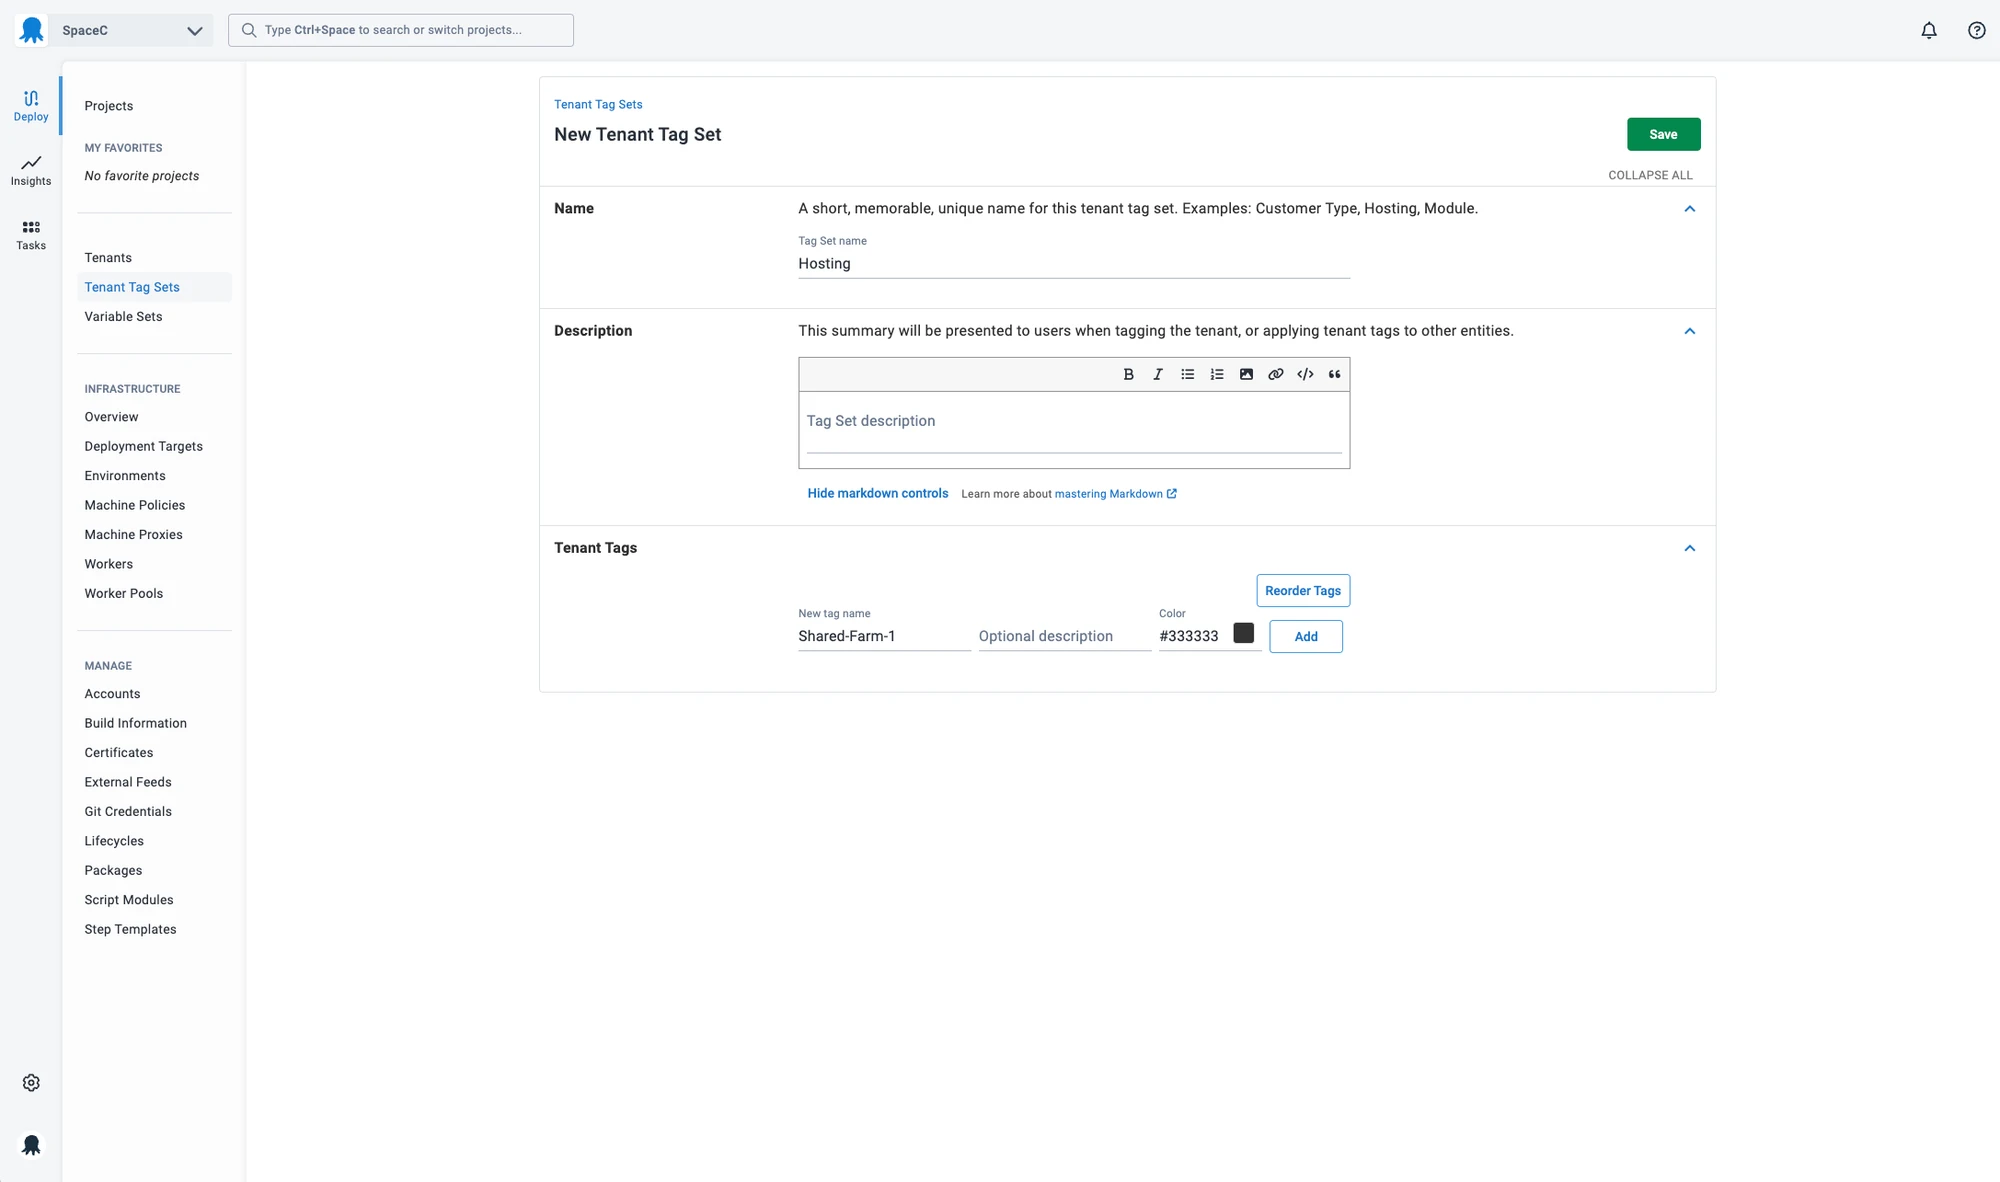 SpaceC
Type Ctrl+Space to search or switch projects...
Deploy
Insights
Tasks
Projects
MY FAVORITES
No favorite projects
Tenants
Tenant Tag Sets
Variable Sets
INFRASTRUCTURE
Overview
Deployment Targets
Environments
Machine Policies
Machine Proxies
Workers
Worker Pools
MANAGE
Accounts
Build Information
Certificates
External Feeds
Git Credentials
Lifecycles
Packages
Script Modules
Step Templates
Tenant Tag Sets
New Tenant Tag Set
Save
COLLAPSE ALL
Name
A short, memorable, unique name for this tenant tag set. Examples: Customer Type, Hosting, Module.
Tag Set name
Hosting
Description
This summary will be presented to users when tagging the tenant, or applying tenant tags to other entities.
Tag Set description
Hide markdown controls Learn more about mastering Markdown
Tenant Tags
Reorder Tags
New tag name
Shared-Farm-1
Optional description
Color
#333333
Add